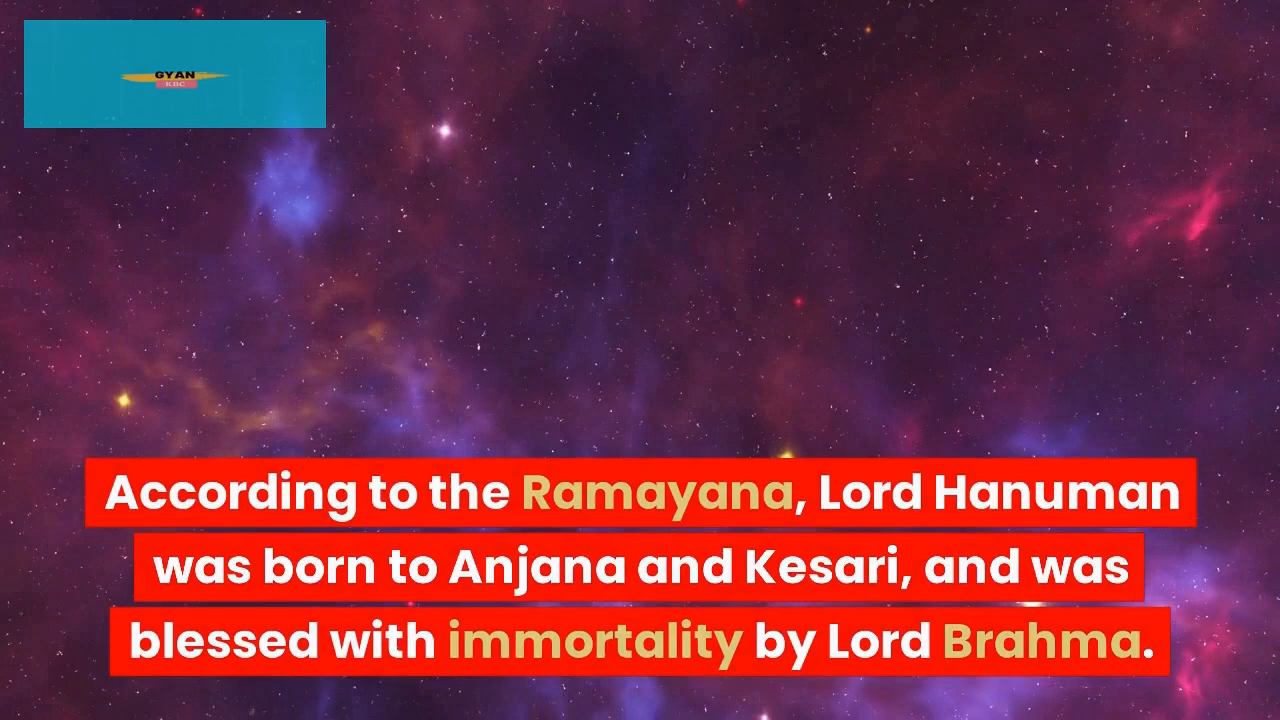 GYAN
KBC
According to the Ramayana, Lord Hanuman
was born to Anjana and Kesari, and was
blessed with immortality by Lord Brahma.